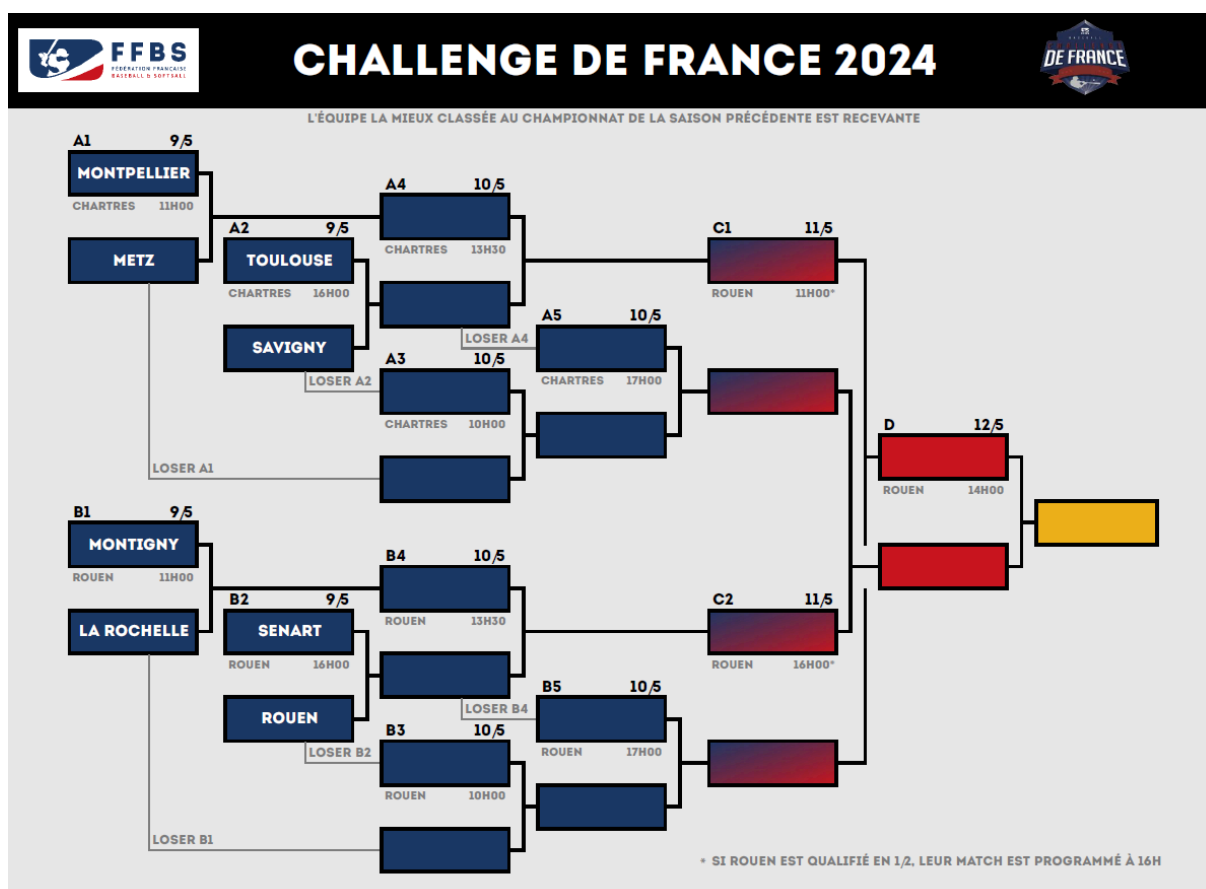 FFBS
FÉDÉRATION FRANÇAISE
BASEBALL & SOFTBALL
CHALLENGE DE FRANCE 2024
DE FRANCE
L'ÉQUIPE LA MIEUX CLASSÉE AU CHAMPIONNAT DE LA SAISON PRÉCÉDENTE EST RECEVANTE
A1 9/5
MONTPELLIER
CHARTRES 11H00
METZ
A2 9/5
TOULOUSE
CHARTRES 16H00
SAVIGNY
LOSER A2
LOSER A1
A4 10/5
CHARTRES 13H30
LOSER A4
A3 10/5
CHARTRES 10H00
A5 10/5
CHARTRES 17H00
C1 11/5
ROUEN 11H00*
D 12/5
ROUEN 14H00
B1 9/5
MONTIGNY
ROUEN 11H00
LA ROCHELLE
B2 9/5
SENART
ROUEN 16H00
ROUEN
LOSER B2
LOSER B1
B4 10/5
ROUEN 13H30
LOSER B4
B3 10/5
ROUEN 10H00
B5 10/5
ROUEN 17H00
C2 11/5
ROUEN 16H00*
* SI ROUEN EST QUALIFIÉ EN 1/2, LEUR MATCH EST PROGRAMMÉ À 16H